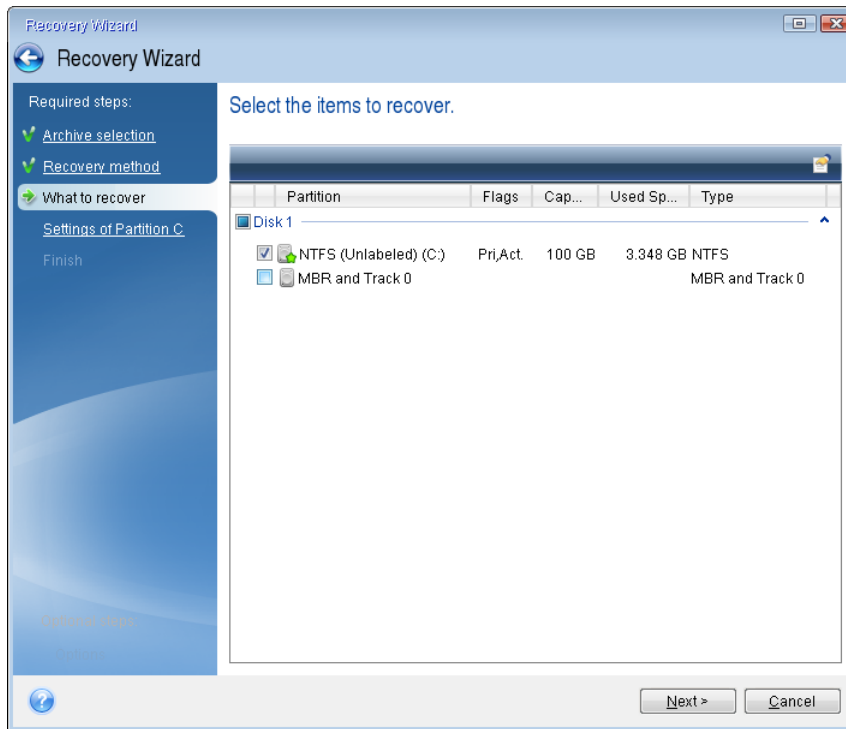 Recovery Wizard
Recovery Wizard
Required steps:
Archive selection
Recovery method
What to recover
Settings of Partition C
Finish
Select the items to recover.
Partition Flags Cap... Used Sp... Type
Disk 1
NTFS (Unlabeled) (C:) Pri,Act. 100 GB 3.348 GB NTFS
MBR and Track 0 MBR and Track 0
steps
?
Next >
Cancel